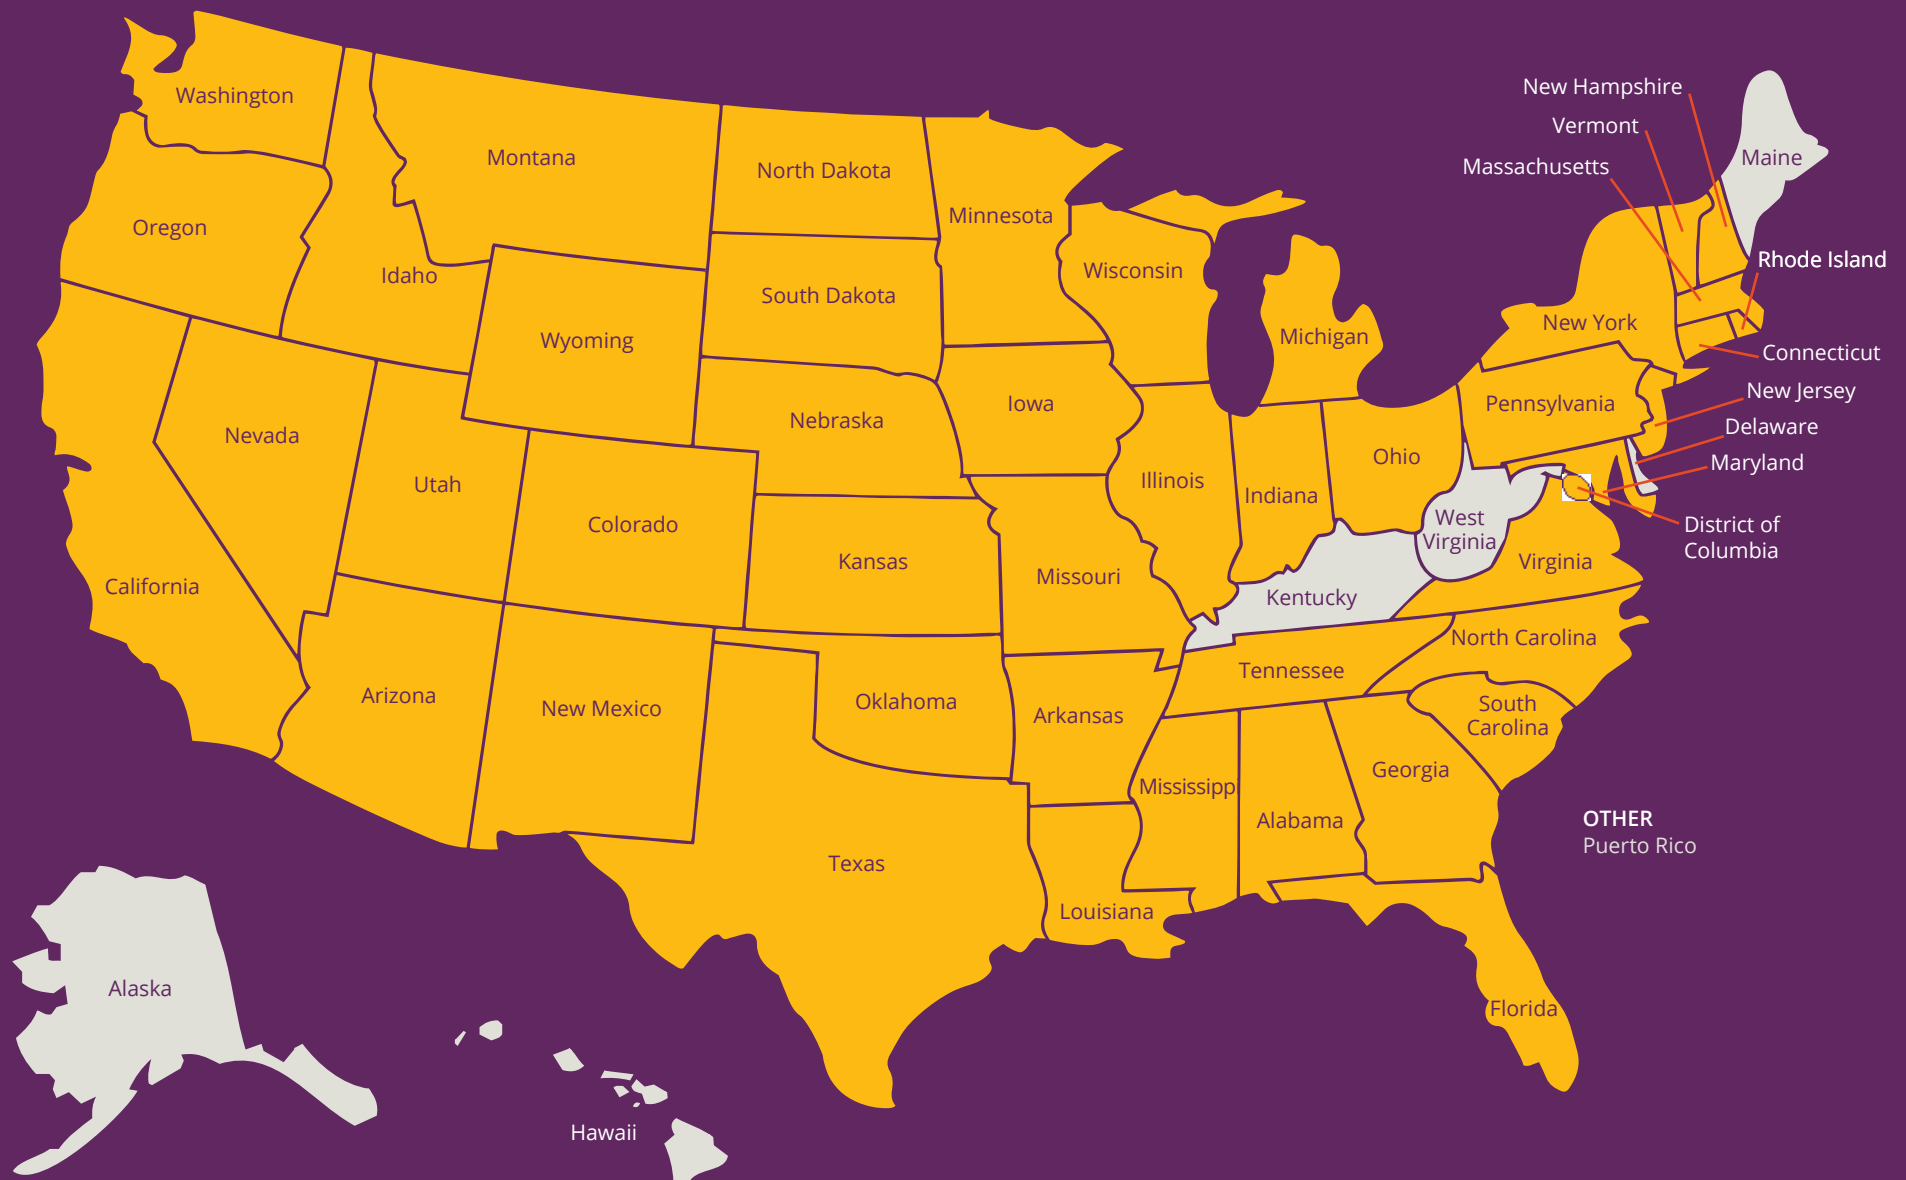 New Hampshire
Washington
Vermont
Montana
Maine
Massachusetts
North Dakota
Minnesota
Oregon
Rhode Island
Wisconsin
Idaho
South Dakota
New York
Michigan
Wyoming
Connecticut
New Jersey
Iowa
Pennsylvania
Nebraska
Delaware
Nevada
Ohio
Maryland
Illinois
Utah
Indiana
Colorado
West
Virginia
District of
Columbia
Kansas
Virginia
Missouri
California
Kentucky
North Carolina
Tennessee
Arizona
Oklahoma
New Mexico
South
Carolina
Arkansas
Georgia
Mississipp
Alabama
OTHER
Puerto Rico
Texas
Louisiana
Alaska
Florida
Hawaii